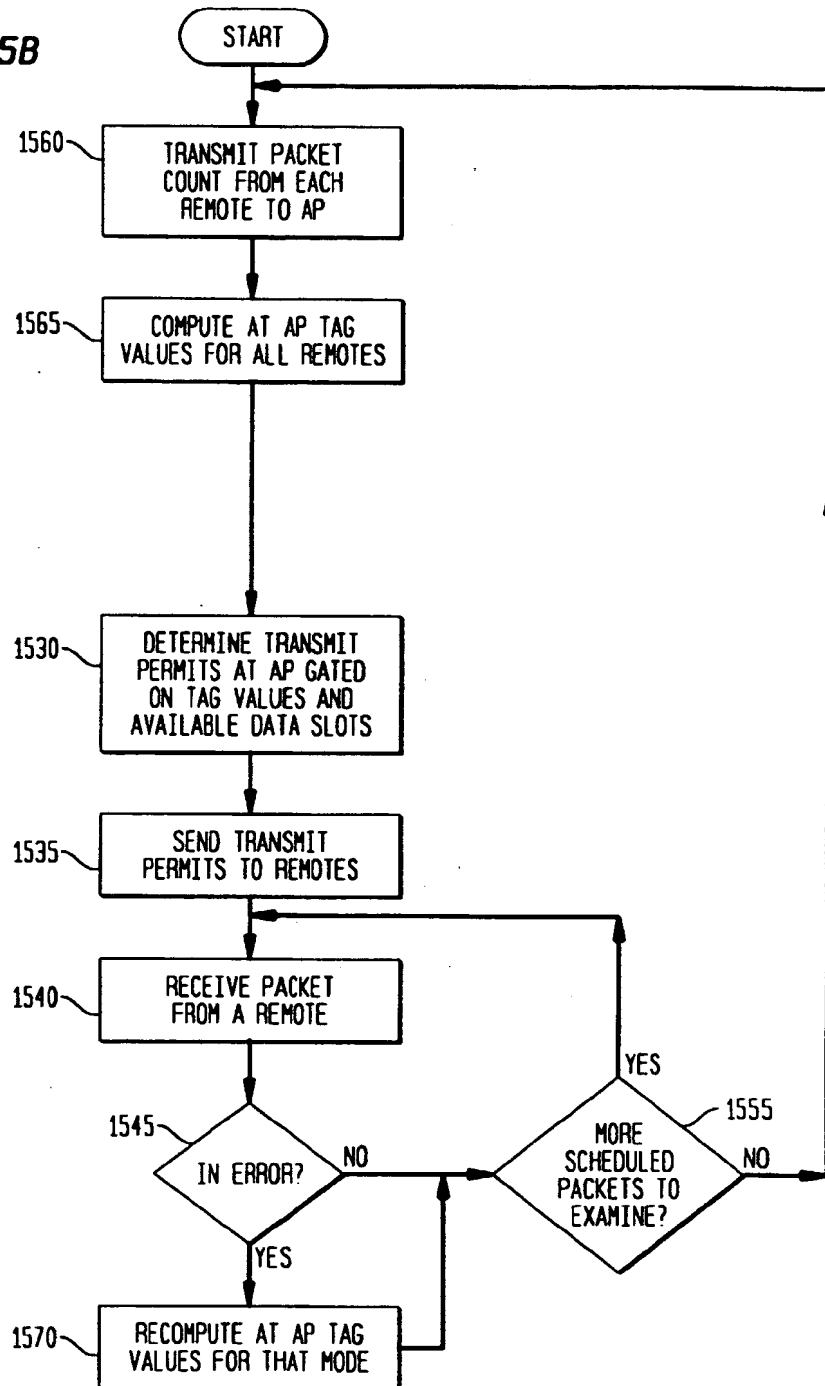 5B
START
1560
TRANSMIT PACKET
COUNT FROM EACH
REMOTE TO AP
1565
COMPUTE AT AP TAG
VALUES FOR ALL REMOTES
1530
DETERMINE TRANSMIT
PERMITS AT AP GATED
ON TAG VALUES AND
AVAILABLE DATA SLOTS
1535
SEND TRANSMIT
PERMITS TO REMOTES
1540
RECEIVE PACKET
FROM A REMOTE
YES
1545
IN ERROR?
NO
1555
MORE
SCHEDULED
PACKETS TO
EXAMINE?
NO
YES
1570
RECOMPUTE AT AP TAG
VALUES FOR THAT MODE